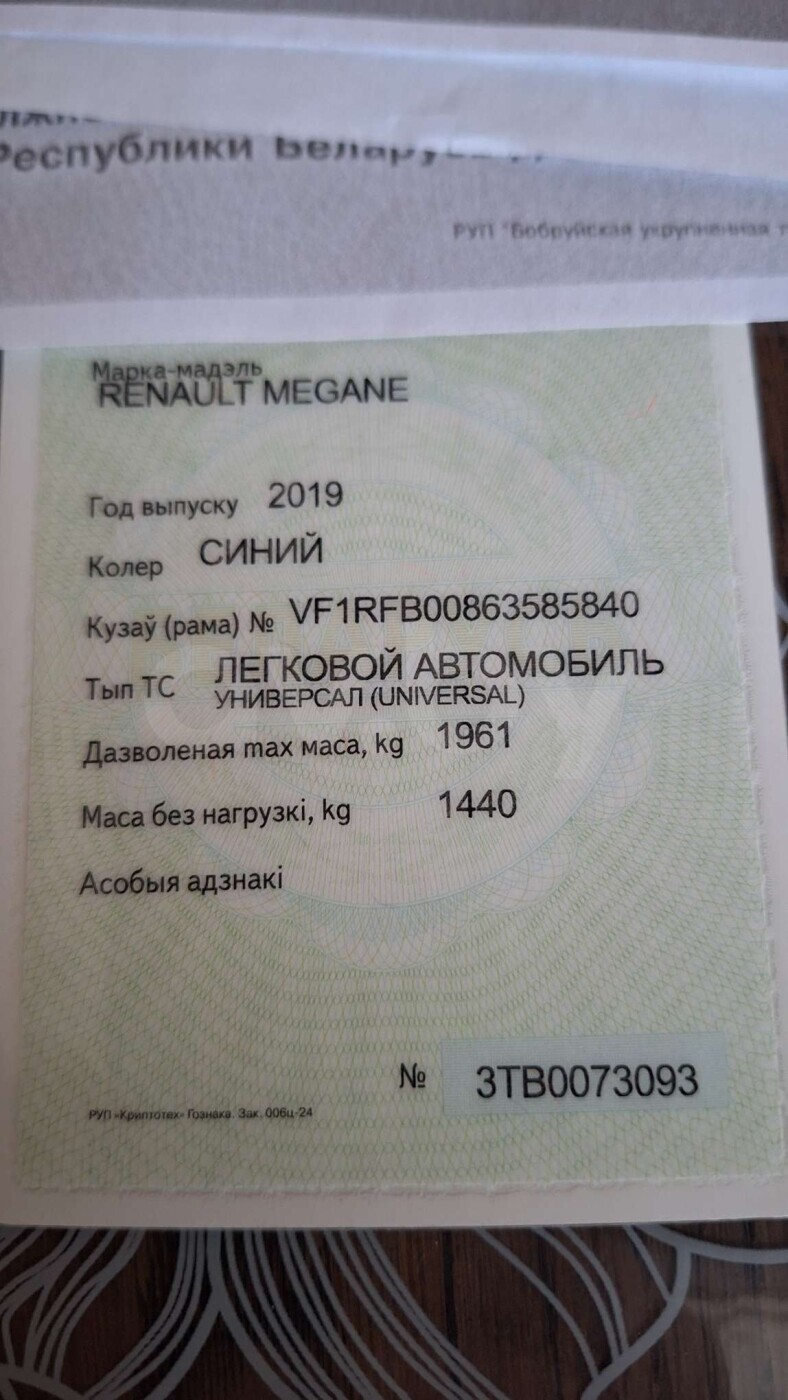 Республики
РУП "Бобруйская укрупненная
Марка-мадэль
RENAULT MEGANE
Год выпуску 2019
Колер СИНИЙ
Кузаў (рама) № VF1RFB00863585840
Тып ТС ЛЕГКОВОЙ АВТОМОБИЛЬ
УНИВЕРСАЛ (UNIVERSAL)
Дазволеная max маса, kg 1961
Маса без нагрузкі, kg 1440
Асобыя адзнакі
№ 3ТВ0073093
РУП «Криптотех» Гознака. Зак. 006ц-24